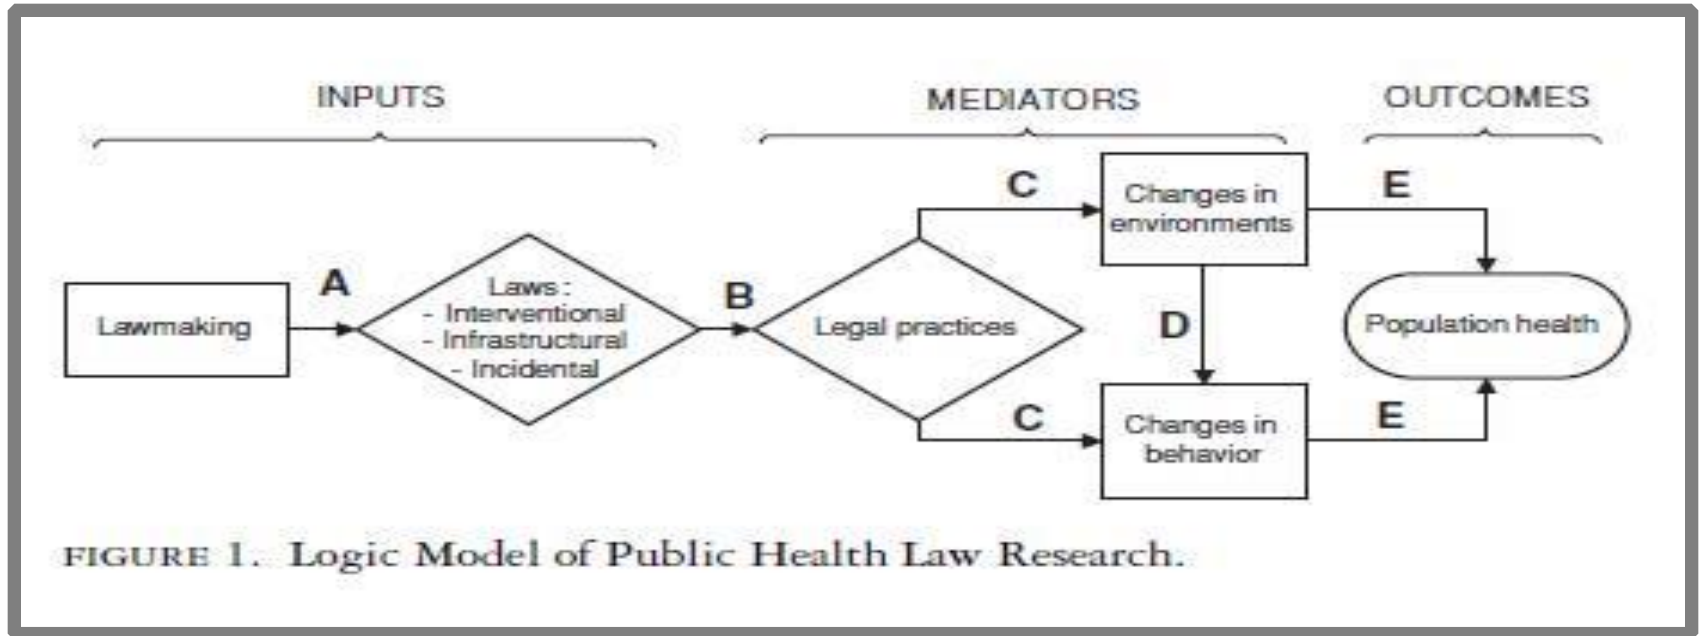 INPUTS
MEDIATORS
OUTCOMES
A
Lawmaking
Laws :
- Interventional
- Infrastructural
- Incidental
B
Legal practices
C
Changes in
environments
E
D
Population health
C
Changes in
behavior
E
FIGURE 1. Logic Model of Public Health Law Research.